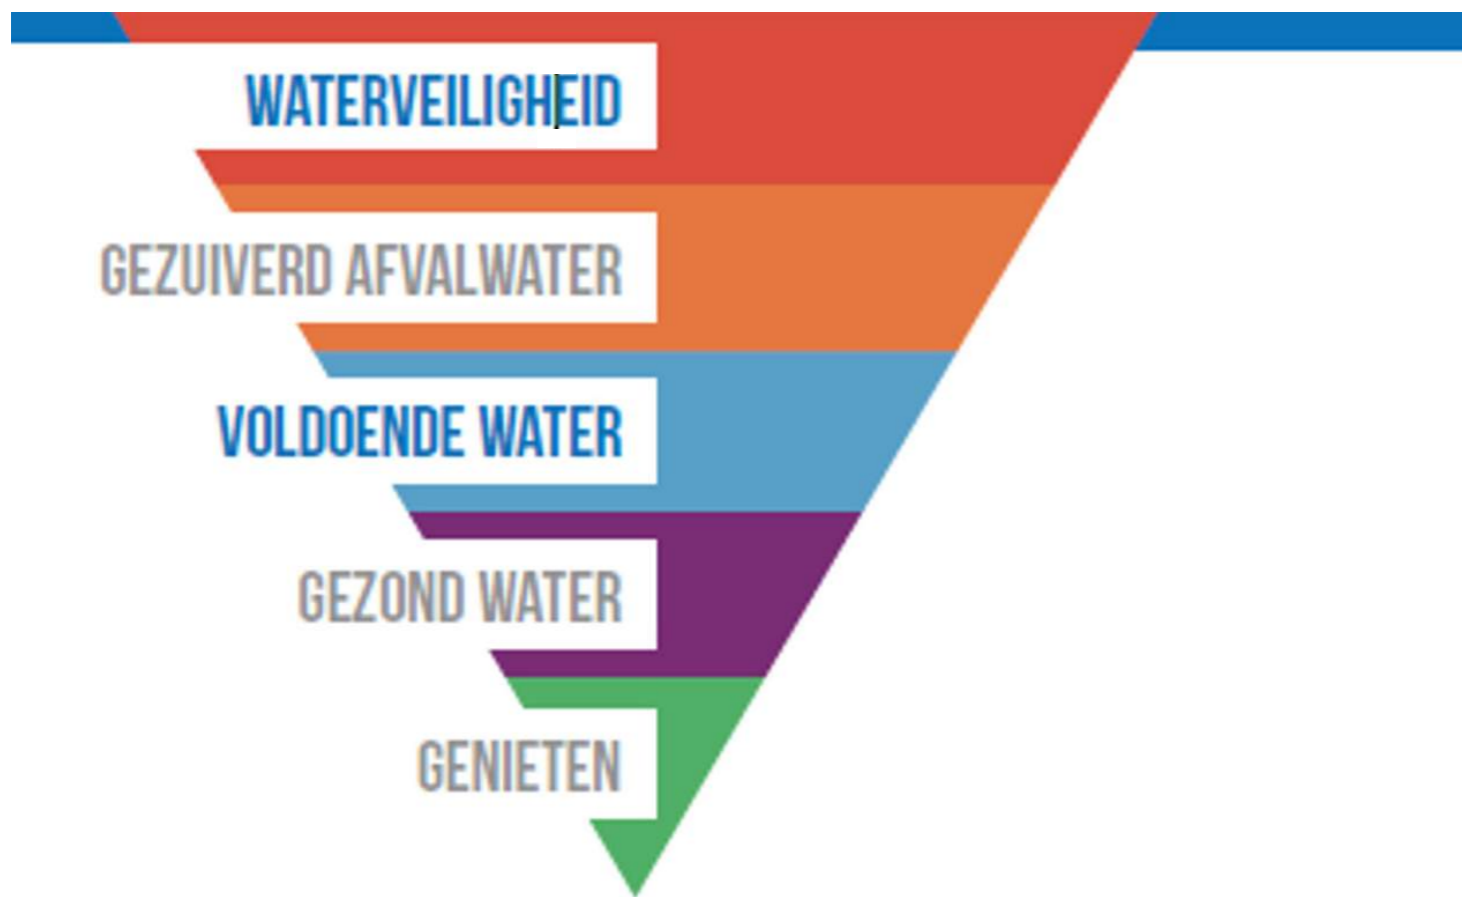 WATERVEILIGHEID
GEZUIVERD AFVALWATER
VOLDOENDE WATER
GEZOND WATER
GENIETEN